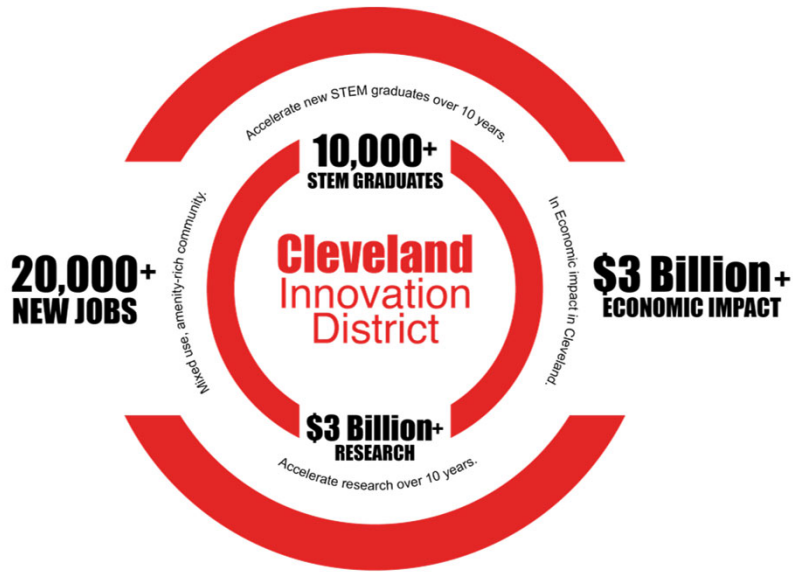 Accelerate new STEM graduates over 10 years.
10,000+
STEM GRADUATES
20,000+
NEW JOBS
Mixed use, amenity-rich community.
Cleveland
Innovation
District
In Economic impact in Cleveland.
$3 Billion+
ECONOMIC IMPACT
$3 Billion+
RESEARCH
Accelerate research over 10 years.